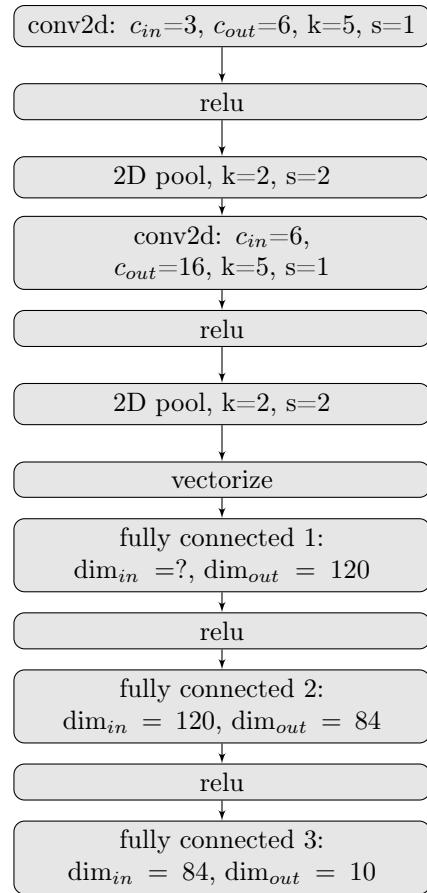 conv2d: c_in=3, c_out=6, k=5, s=1
relu
2D pool, k=2, s=2
conv2d: c_in=6,
c_out=16, k=5, s=1
relu
2D pool, k=2, s=2
vectorize
fully connected 1:
dim_in =?, dim_out = 120
relu
fully connected 2:
dim_in = 120, dim_out = 84
relu
fully connected 3:
dim_in = 84, dim_out = 10